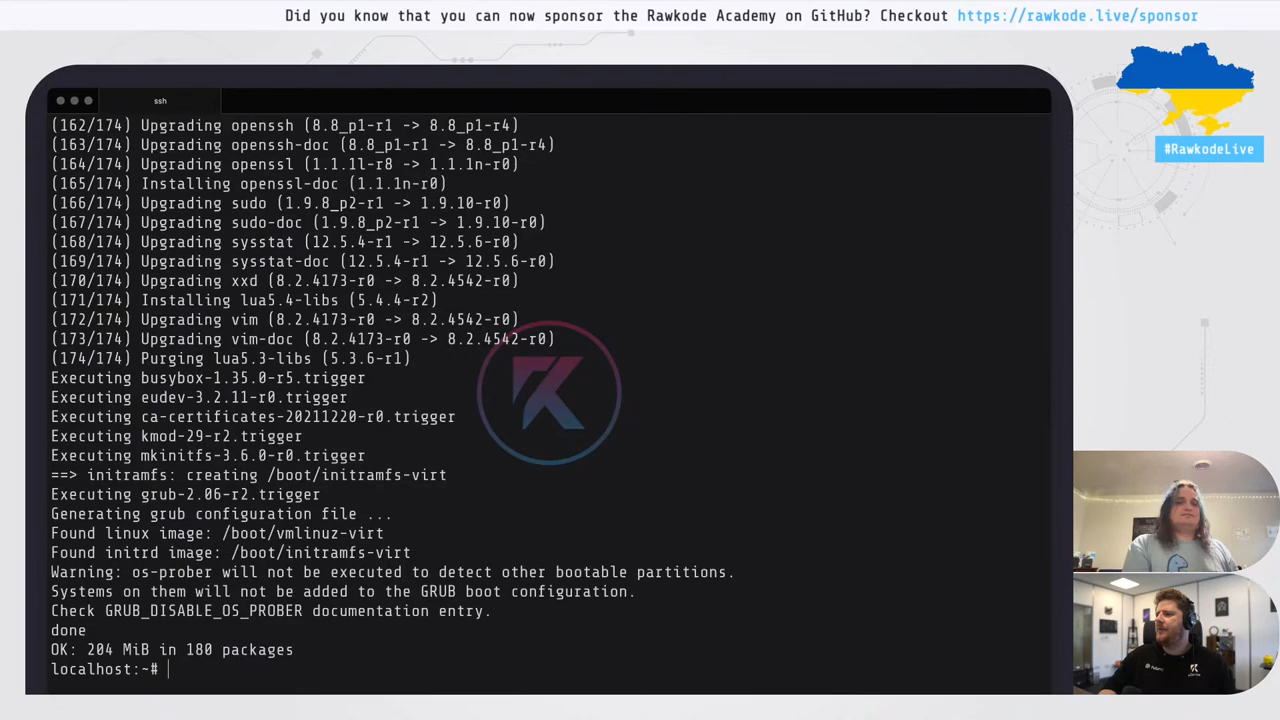 Did you know that you can now sponsor the Rawkode Academy on GitHub? Checkout https://rawkode.live/sponsor
#RawkodeLive
ssh
(162/174) Upgrading openssh (8.8_p1-r1 -> 8.8_p1-r4)
(163/174) Upgrading openssh-doc (8.8_p1-r1 -> 8.8_p1-r4)
(164/174) Upgrading openssl (1.1.1l-r8 -> 1.1.1n-r0)
(165/174) Installing openssl-doc (1.1.1n-r0)
(166/174) Upgrading sudo (1.9.8_p2-r1 -> 1.9.10-r0)
(167/174) Upgrading sudo-doc (1.9.8_p2-r1 -> 1.9.10-r0)
(168/174) Upgrading sysstat (12.5.4-r1 -> 12.5.6-r0)
(169/174) Upgrading sysstat-doc (12.5.4-r1 -> 12.5.6-r0)
(170/174) Upgrading xxd (8.2.4173-r0 -> 8.2.4542-r0)
(171/174) Installing lua5.4-libs (5.4.4-r2)
(172/174) Upgrading vim (8.2.4173-r0 -> 8.2.4542-r0)
(173/174) Upgrading vim-doc (8.2.4173-r0 -> 8.2.4542-r0)
(174/174) Purging lua5.3-libs (5.3.6-r1)
Executing busybox-1.35.0-r5.trigger
Executing eudev-3.2.11-r0.trigger
Executing ca-certificates-20211220-r0.trigger
Executing kmod-29-r2.trigger
Executing mkinitfs-3.6.0-r0.trigger
==> initramfs: creating /boot/initramfs-virt
Executing grub-2.06-r2.trigger
Generating grub configuration file ...
Found linux image: /boot/vmlinuz-virt
Found initrd image: /boot/initramfs-virt
Warning: os-prober will not be executed to detect other bootable partitions.
Systems on them will not be added to the GRUB boot configuration.
Check GRUB_DISABLE_OS_PROBER documentation entry.
done
OK: 204 MiB in 180 packages
localhost:~#